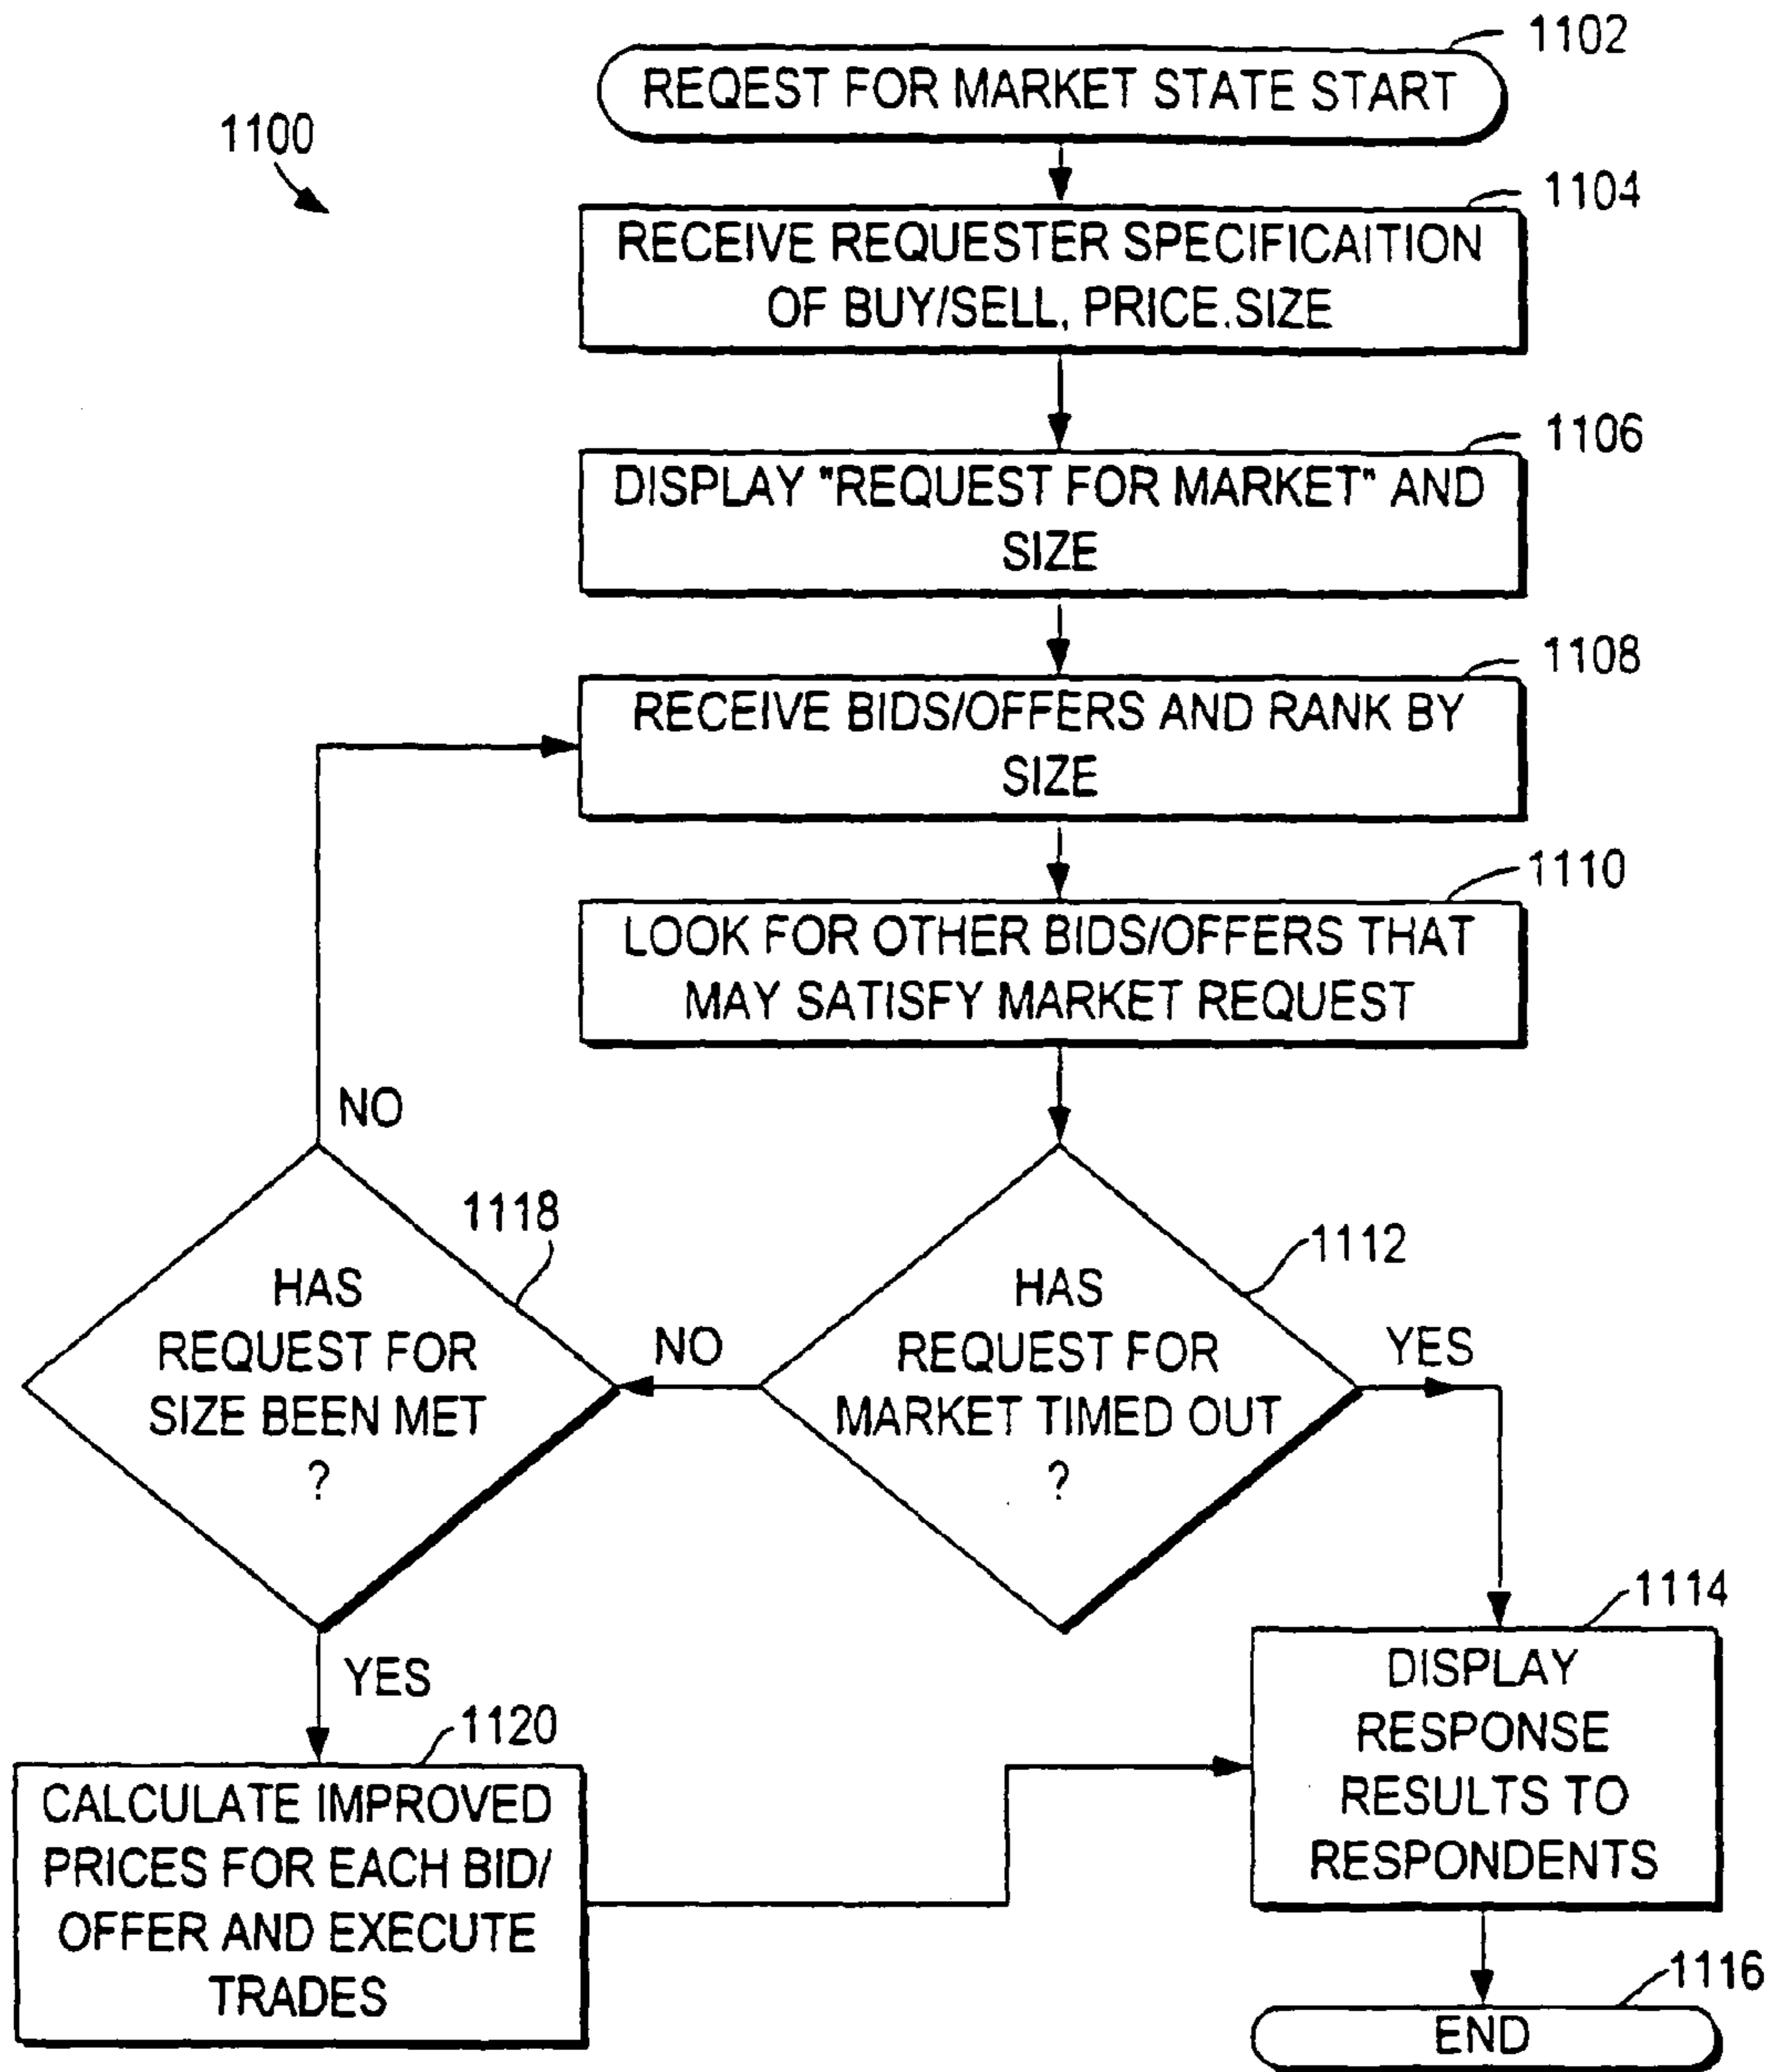 1102
REQEST FOR MARKET STATE START
1100
1104
RECEIVE REQUESTER SPECIFICAITION
OF BUY/SELL, PRICE.SIZE
1106
DISPLAY "REQUEST FOR MARKET" AND
SIZE
1108
RECEIVE BIDS/OFFERS AND RANK BY
SIZE
1110
LOOK FOR OTHER BIDS/OFFERS THAT
MAY SATISFY MARKET REQUEST
NO
1118
HAS
REQUEST FOR
SIZE BEEN MET
?
NO
1112
HAS
REQUEST FOR
MARKET TIMED OUT
?
YES
1114
DISPLAY
RESPONSE
RESULTS TO
RESPONDENTS
YES
1120
CALCULATE IMPROVED
PRICES FOR EACH BID/
OFFER AND EXECUTE
TRADES
1116
END